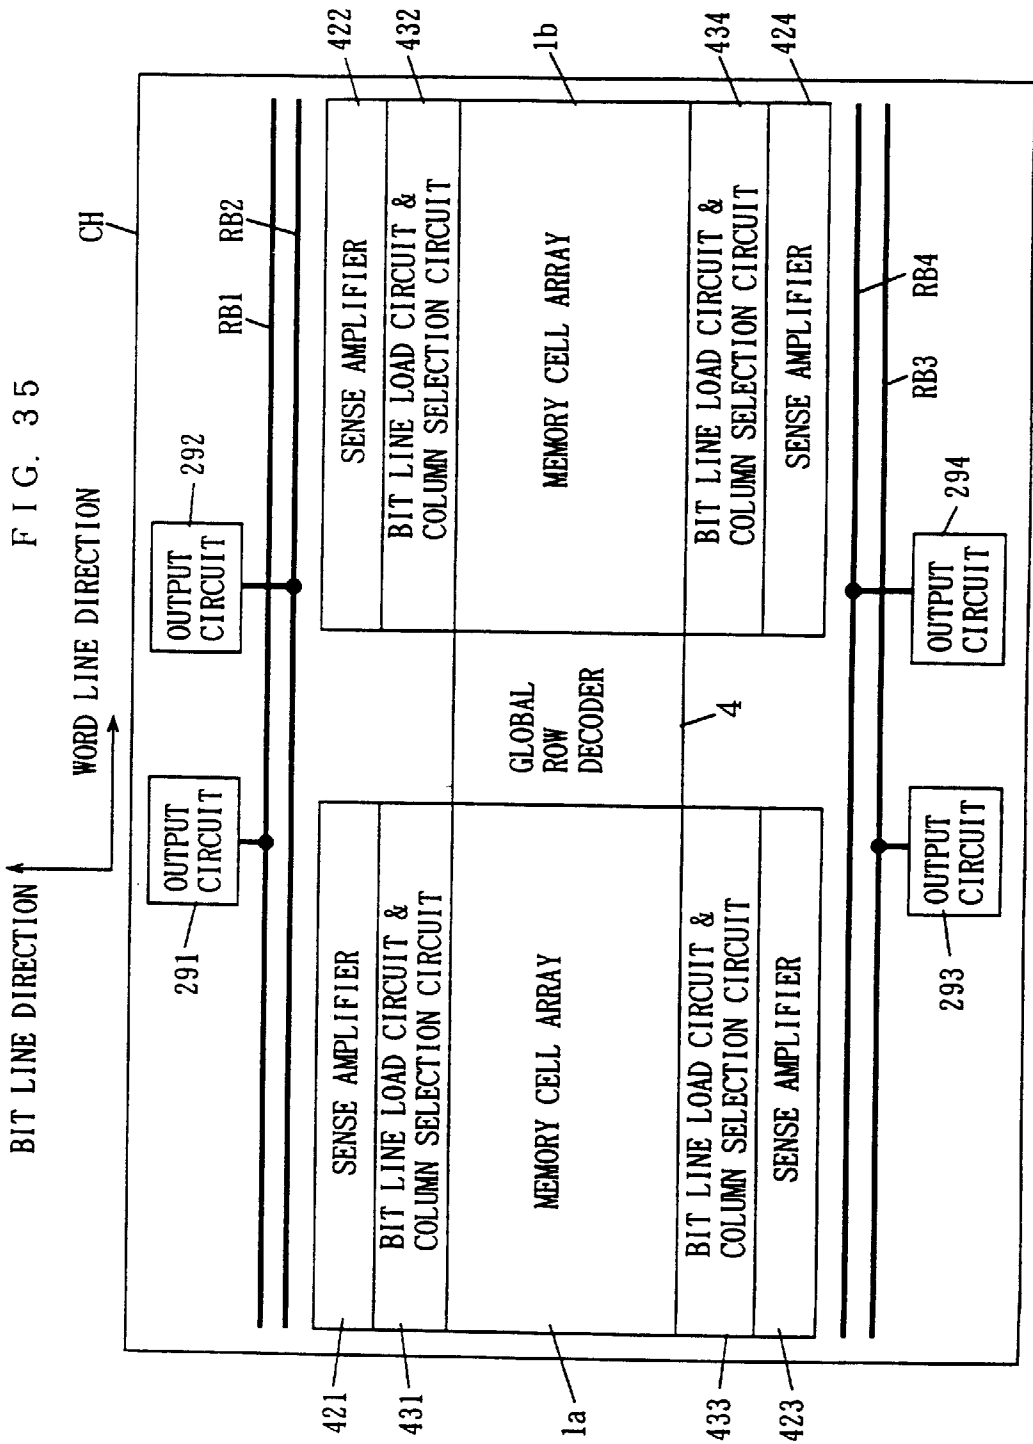 F I G. 35
BIT LINE DIRECTION
WORD LINE DIRECTION
CH
291
OUTPUT
CIRCUIT
292
OUTPUT
CIRCUIT
RB1
RB2
421
SENSE AMPLIFIER
SENSE AMPLIFIER
422
431
BIT LINE LOAD CIRCUIT &
COLUMN SELECTION CIRCUIT
BIT LINE LOAD CIRCUIT &
COLUMN SELECTION CIRCUIT
432
1a
MEMORY CELL ARRAY
GLOBAL
ROW
DECODER
4
MEMORY CELL ARRAY
1b
433
BIT LINE LOAD CIRCUIT &
COLUMN SELECTION CIRCUIT
BIT LINE LOAD CIRCUIT &
COLUMN SELECTION CIRCUIT
434
423
SENSE AMPLIFIER
SENSE AMPLIFIER
424
293
OUTPUT
CIRCUIT
OUTPUT
CIRCUIT
294
RB3
RB4